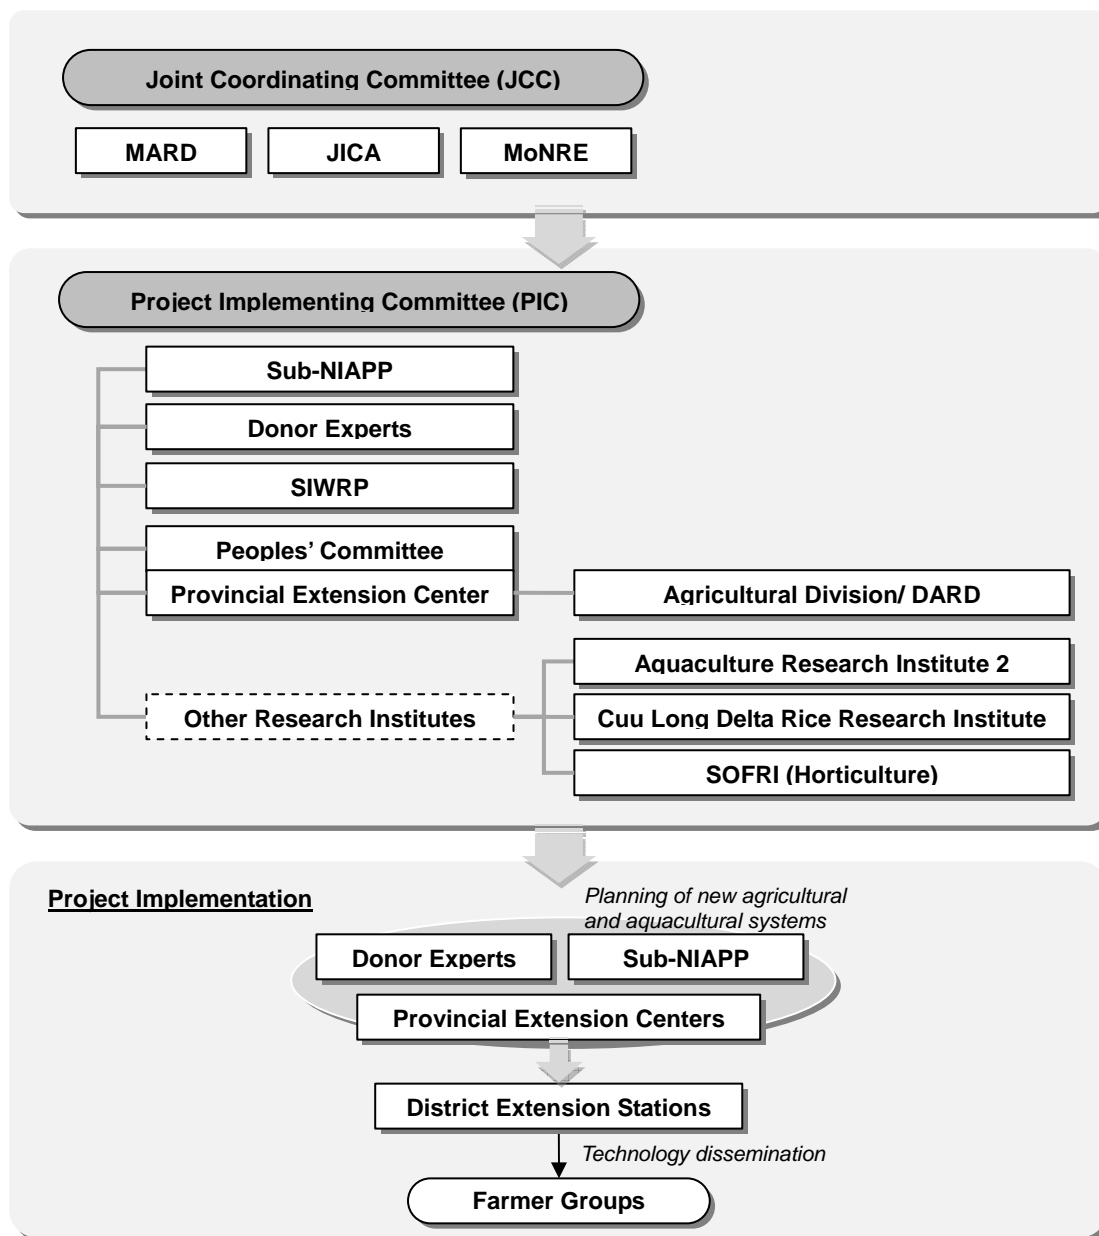 Joint Coordinating Committee (JCC)
MARD
JICA
MoNRE
Project Implementing Committee (PIC)
Sub-NIAPP
Donor Experts
SIWRP
Peoples' Committee
Provincial Extension Center
Agricultural Division/ DARD
Other Research Institutes
Aquaculture Research Institute 2
Cuu Long Delta Rice Research Institute
SOFRI (Horticulture)
Project Implementation
Planning of new agricultural
and aquacultural systems
Donor Experts
Sub-NIAPP
Provincial Extension Centers
District Extension Stations
Technology dissemination
Farmer Groups